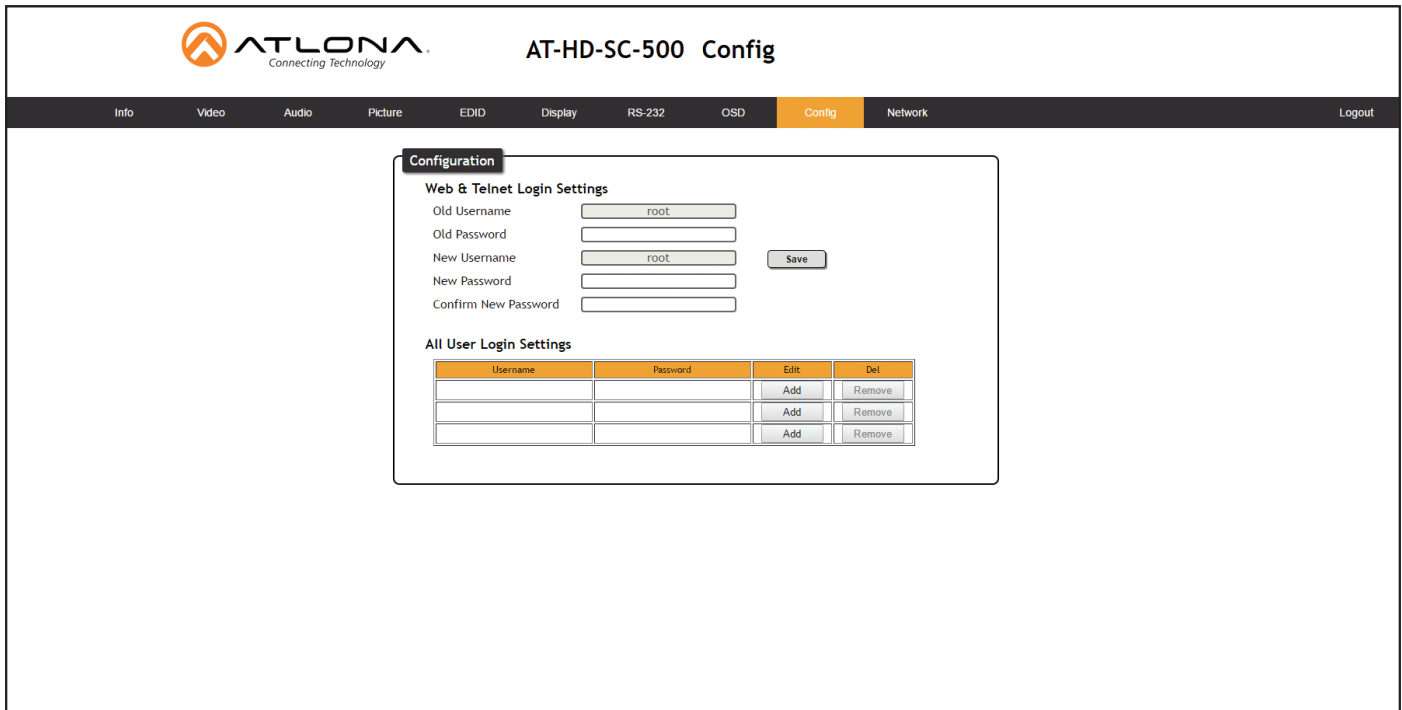 ATLONA.
Connecting Technology
AT-HD-SC-500 Config
Info Video Audio Picture EDID Display RS-232 OSD Config Network Logout
Configuration
Web & Telnet Login Settings
Old Username root
Old Password
New Username root Save
New Password
Confirm New Password
All User Login Settings
Username Password Edit Del
Add Remove
Add Remove
Add Remove